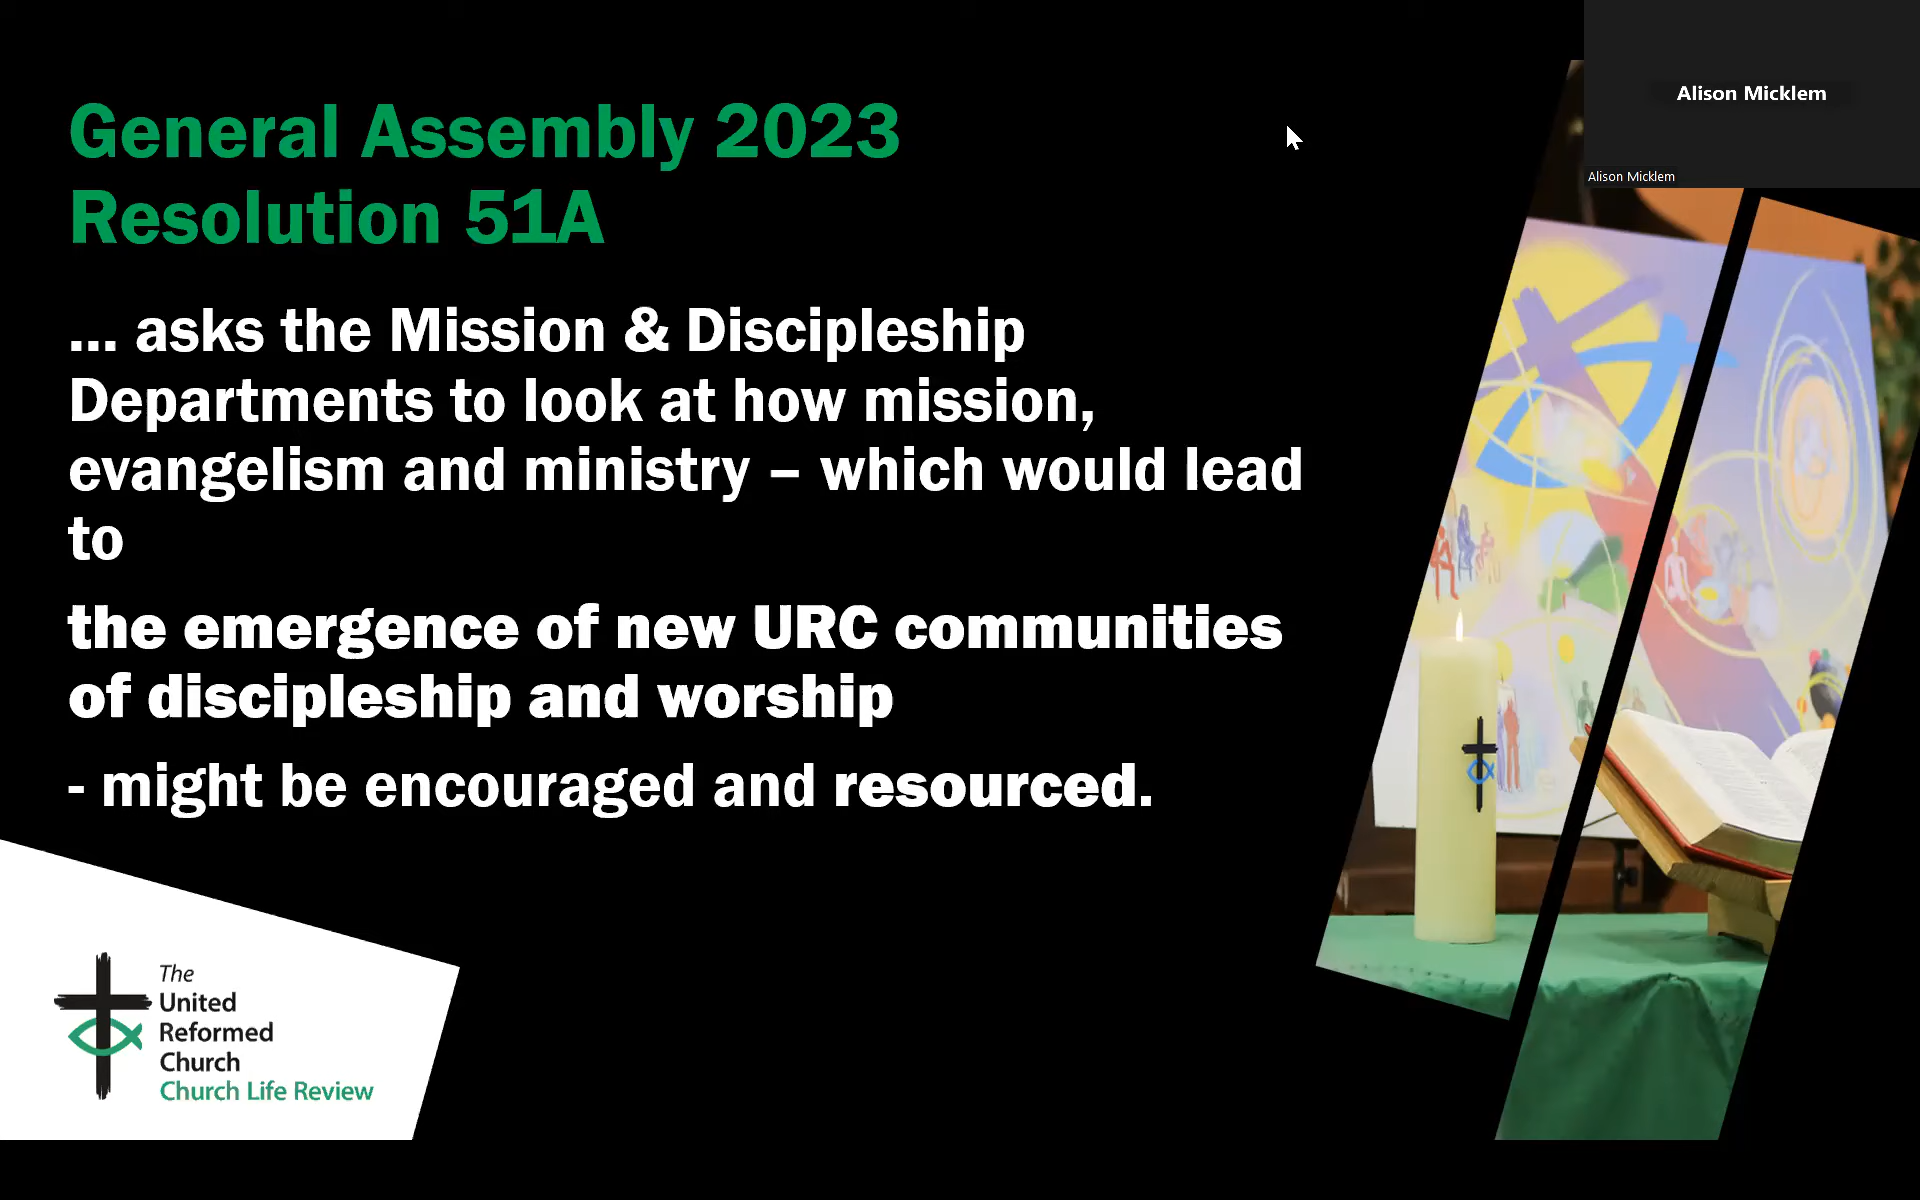 General Assembly 2023
Resolution 51A
... asks the Mission & Discipleship
Departments to look at how mission,
evangelism and ministry – which would lead
to
the emergence of new URC communities
of discipleship and worship
- might be encouraged and resourced.
Alison Micklem
Alison Micklem
The
United
Reformed
Church
Church Life Review